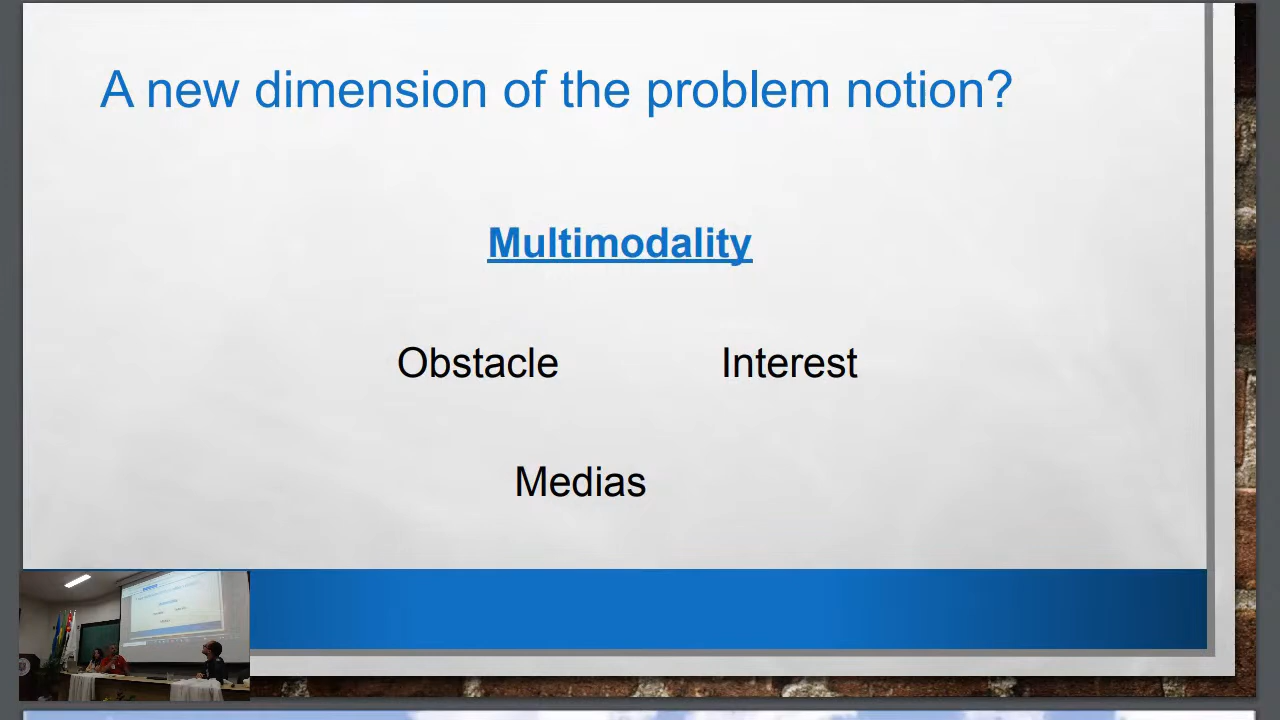 A new dimension of the problem notion?
Multimodality
Obstacle Interest
Medias